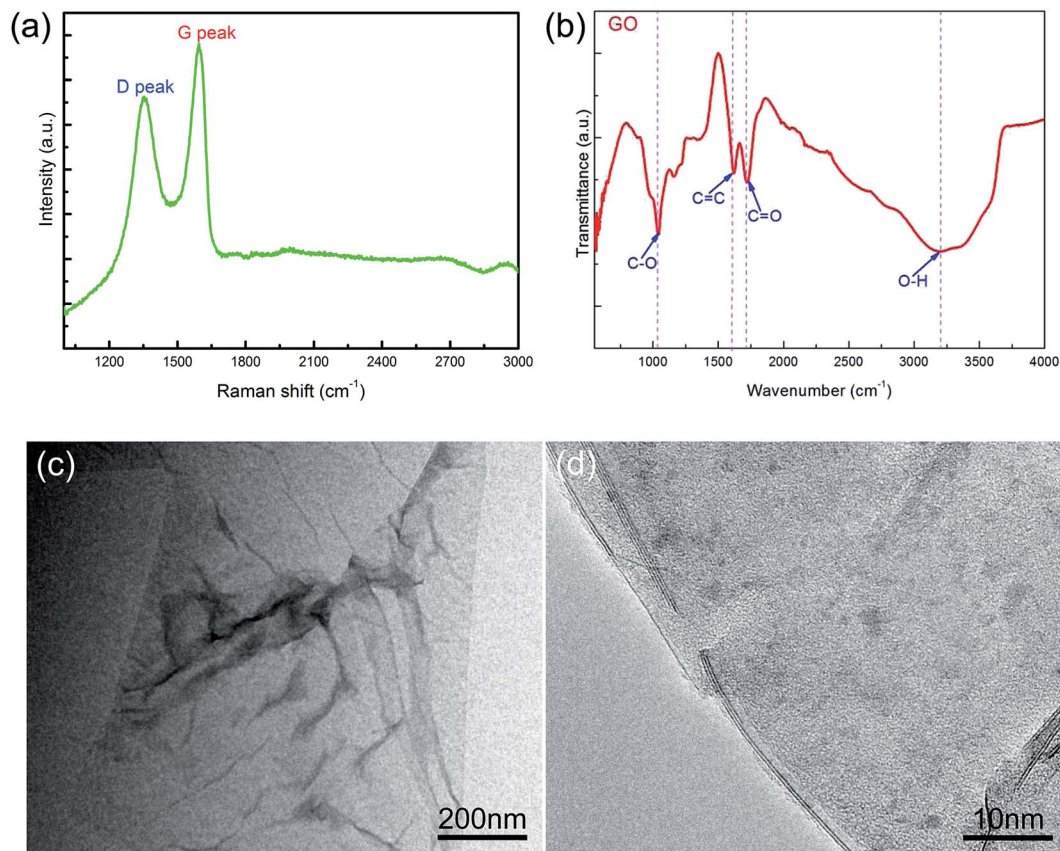 (a)
G peak
D peak
Intensity (a.u.)
1200 1500 1800 2100 2400 2700 3000
Raman shift (cm⁻¹)
(b)
GO
C=C
C=O
C-O
O-H
Transmittance (a.u.)
1000 1500 2000 2500 3000 3500 4000
Wavenumber (cm⁻¹)
(c)
200nm
(d)
10nm